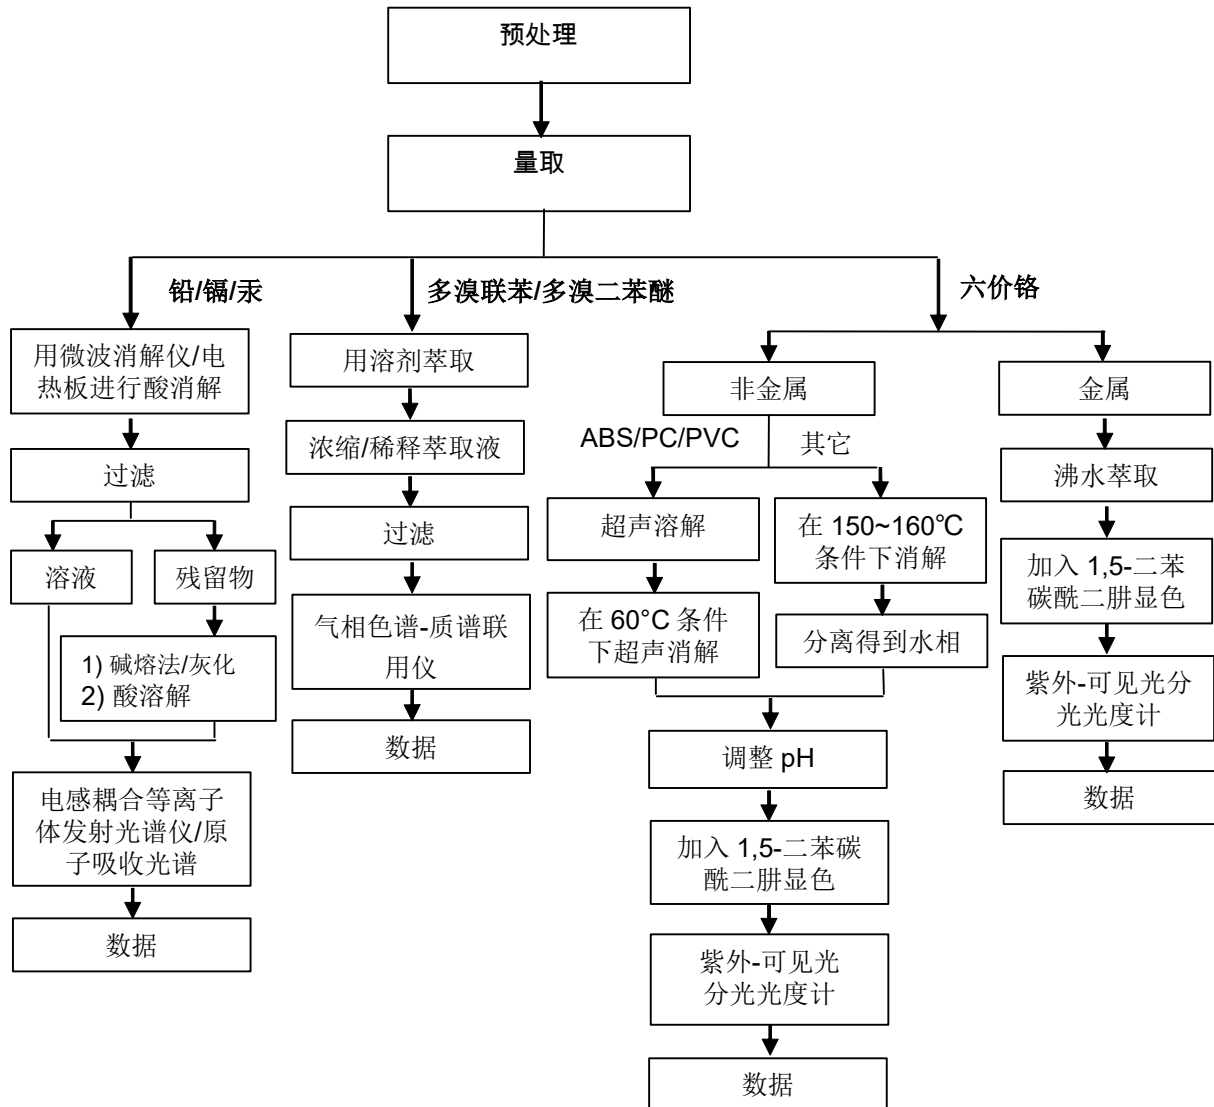 预处理
量取
铅/镉/汞
多溴联苯/多溴二苯醚
六价铬
用微波消解仪/电
热板进行酸消解
过滤
溶液
残留物
1) 碱熔法/灰化
2) 酸溶解
电感耦合等离子
体发射光谱仪/原
子吸收光谱
数据
用溶剂萃取
浓缩/稀释萃取液
过滤
气相色谱-质谱联
用仪
数据
非金属
ABS/PC/PVC
其它
超声溶解
在 60°C 条件
下超声消解
在 150~160℃
条件下消解
分离得到水相
调整 pH
加入 1,5-二苯碳
酰二肼显色
紫外-可见光
分光光度计
数据
金属
沸水萃取
加入 1,5-二苯
碳酰二肼显色
紫外-可见光分
光光度计
数据